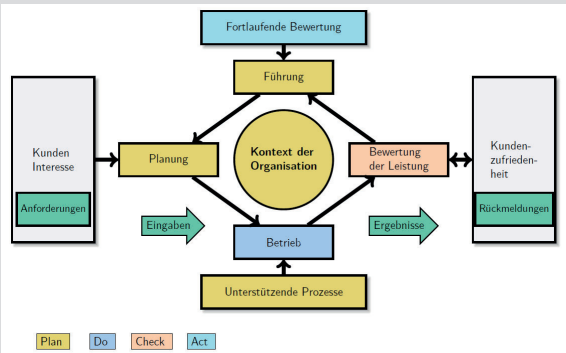 Fortlaufende Bewertung
Führung
Kunden
Interesse
Anforderungen
Planung
Kontext der
Organisation
Bewertung
der Leistung
Kunden-
zufrieden-
heit
Rückmeldungen
Eingaben
Ergebnisse
Betrieb
Unterstützende Prozesse
Plan
Do
Check
Act